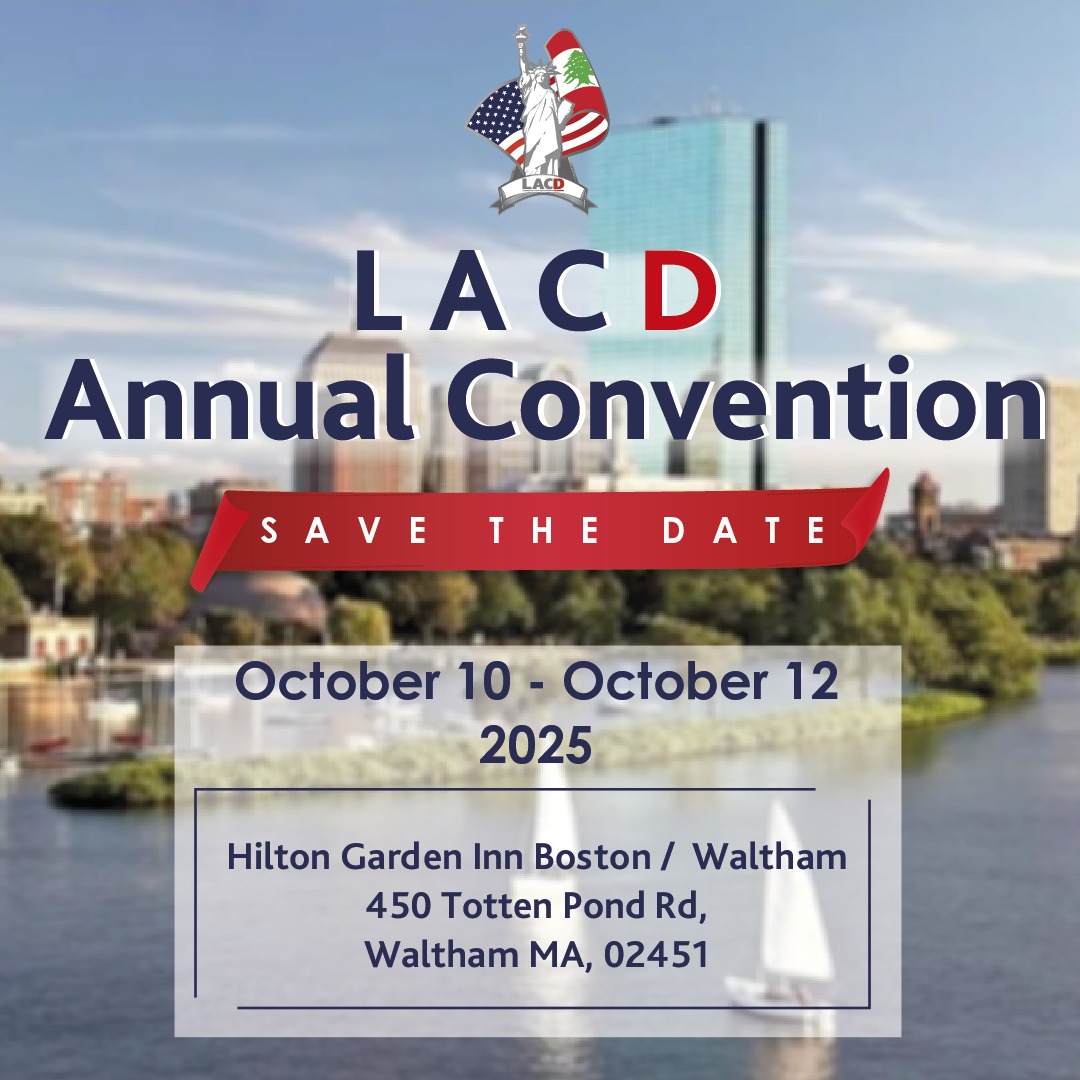 LACD
LACD
Annual Convention
SAVE THE DATE
October 10 - October 12
2025
Hilton Garden Inn Boston / Waltham
450 Totten Pond Rd,
Waltham MA, 02451